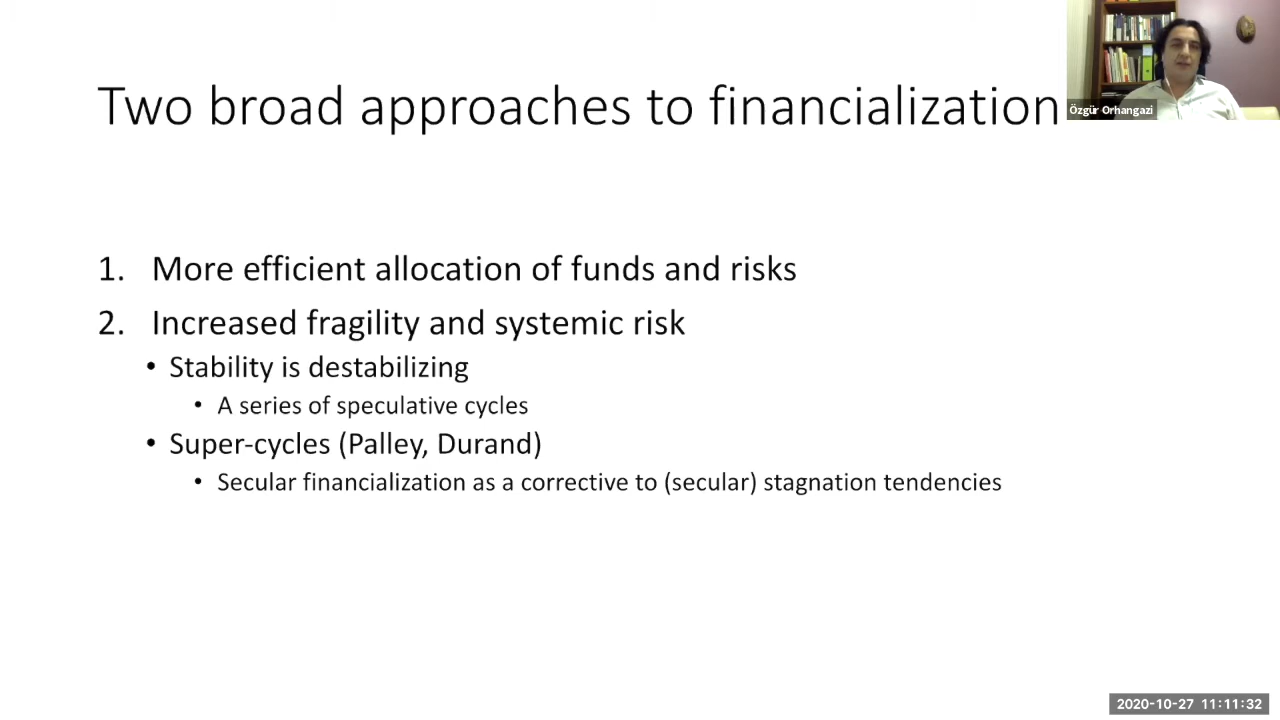 Two broad approaches to financialization
Özgür Orhangazi
1. More efficient allocation of funds and risks
2. Increased fragility and systemic risk
• Stability is destabilizing
• A series of speculative cycles
• Super-cycles (Palley, Durand)
• Secular financialization as a corrective to (secular) stagnation tendencies
2020-10-27 11:11:32